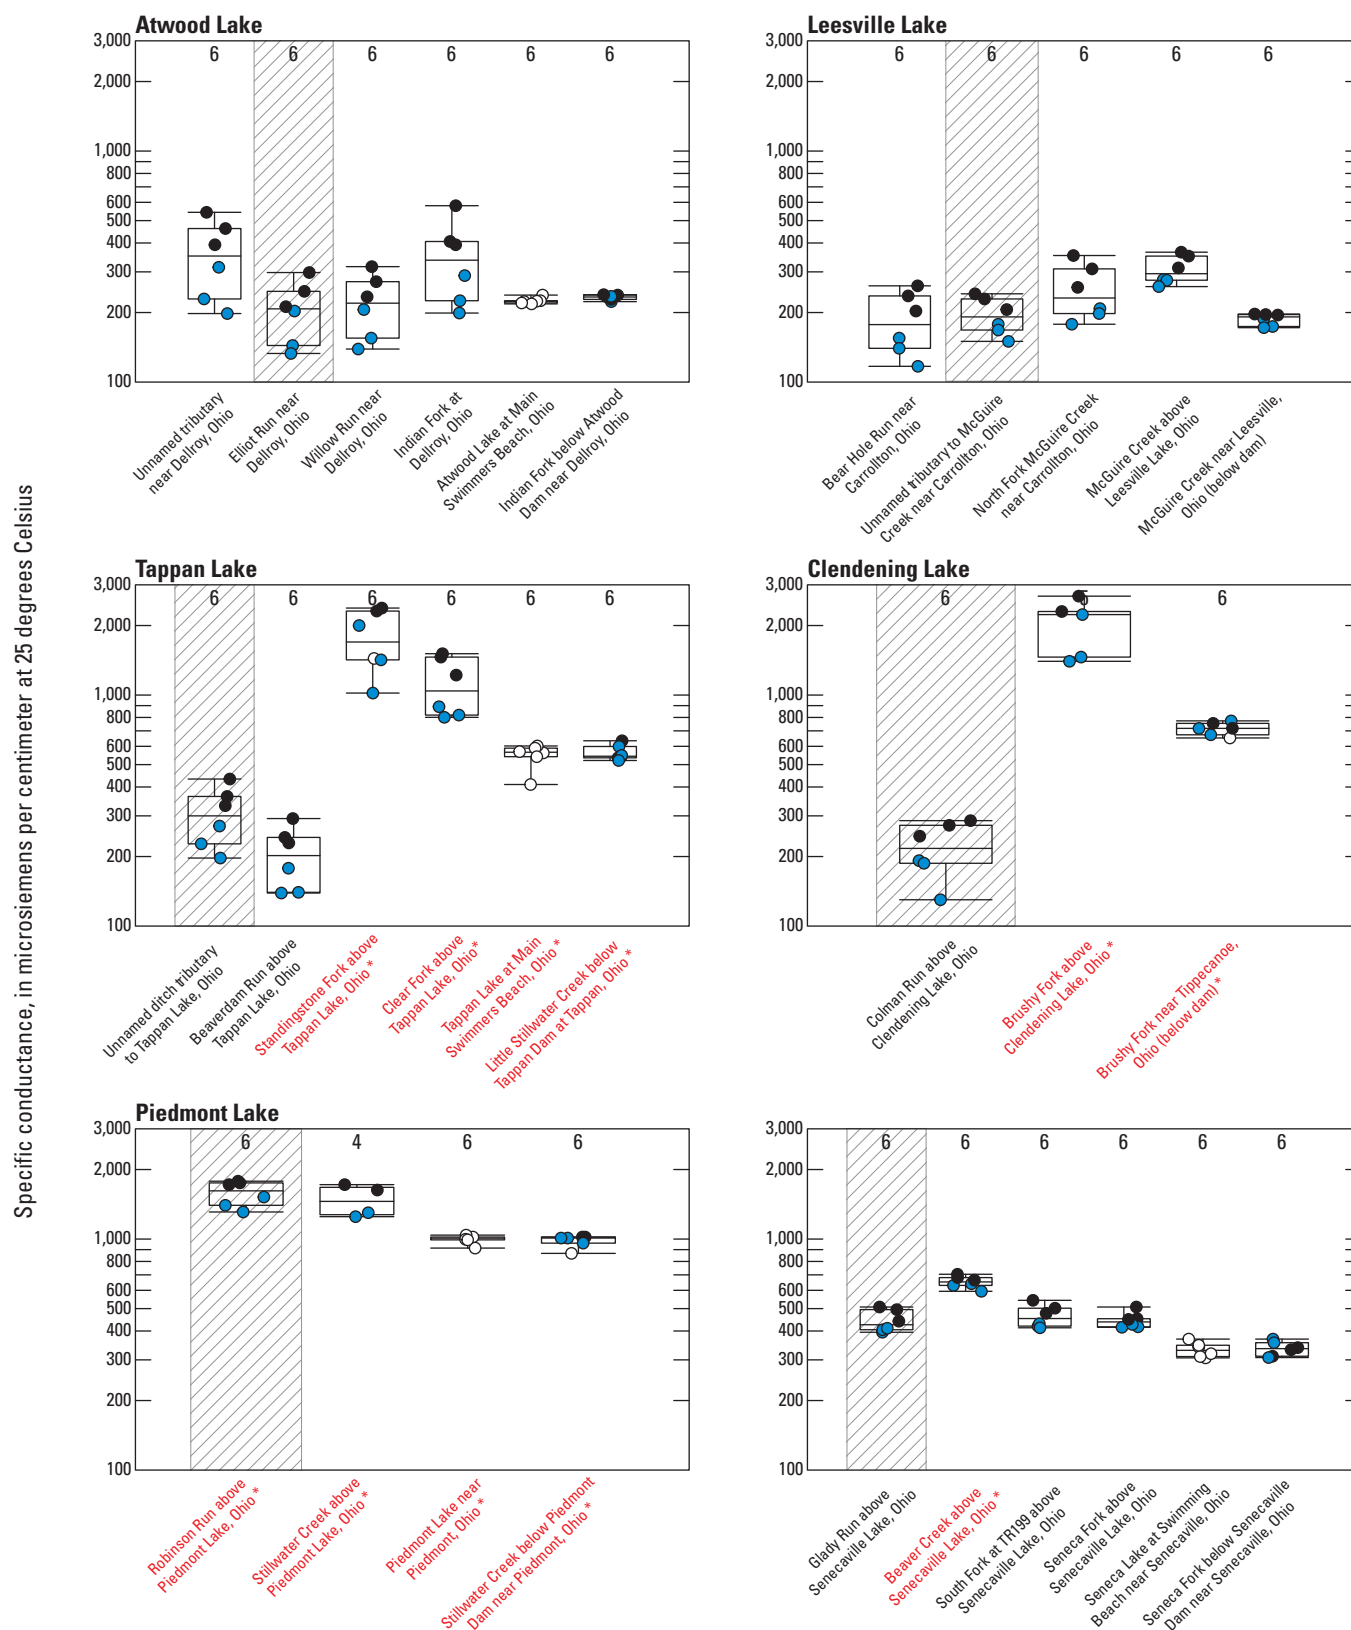 Specific conductance, in microsiemens per centimeter at 25 degrees Celsius
Atwood Lake
3,000
2,000
1,000
800
600
500
400
300
200
100
6 6 6 6 6 6
Unnamed tributary
near Dellroy, Ohio
Elliot Run near
Dellroy, Ohio
Willow Run near
Dellroy, Ohio
Indian Fork at
Dellroy, Ohio
Atwood Lake at Main
Swimmers Beach, Ohio
Indian Fork below Atwood
Dam near Dellroy, Ohio
Leesville Lake
3,000
2,000
1,000
800
600
500
400
300
200
100
6 6 6 6 6
Bear Hole Run near
Carrollton, Ohio
Unnamed tributary to McGuire
Creek near Carrollton, Ohio
North Fork McGuire Creek
near Carrollton, Ohio
McGuire Creek above
Leesville Lake, Ohio
McGuire Creek near Leesville,
Ohio (below dam)
Tappan Lake
3,000
2,000
1,000
800
600
500
400
300
200
100
6 6 6 6 6 6
Unnamed ditch tributary
to Tappan Lake, Ohio
Beaverdam Run above
Tappan Lake, Ohio
Standingstone Fork above
Tappan Lake, Ohio *
Clear Fork above
Tappan Lake, Ohio *
Tappan Lake at Main
Swimmers Beach, Ohio *
Little Stillwater Creek below
Tappan Dam at Tappan, Ohio *
Clendening Lake
3,000
2,000
1,000
800
600
500
400
300
200
100
6 6
Colman Run above
Clendening Lake, Ohio
Brushy Fork above
Clendening Lake, Ohio *
Brushy Fork near Tippecanoe,
Ohio (below dam) *
Piedmont Lake
3,000
2,000
1,000
800
600
500
400
300
200
100
6 4 6 6
Robinson Run above
Piedmont Lake, Ohio *
Stillwater Creek above
Piedmont Lake, Ohio *
Piedmont Lake near
Piedmont, Ohio *
Stillwater Creek below Piedmont
Dam near Piedmont, Ohio *
3,000
2,000
1,000
800
600
500
400
300
200
100
6 6 6 6 6 6
Glady Run above
Senecaville Lake, Ohio
Beaver Creek above
Senecaville Lake, Ohio *
South Fork at TR199 above
Senecaville Lake, Ohio
Seneca Fork above
Senecaville Lake, Ohio
Seneca Lake at Swimming
Beach near Senecaville, Ohio
Seneca Fork below Senecaville
Dam near Senecaville, Ohio